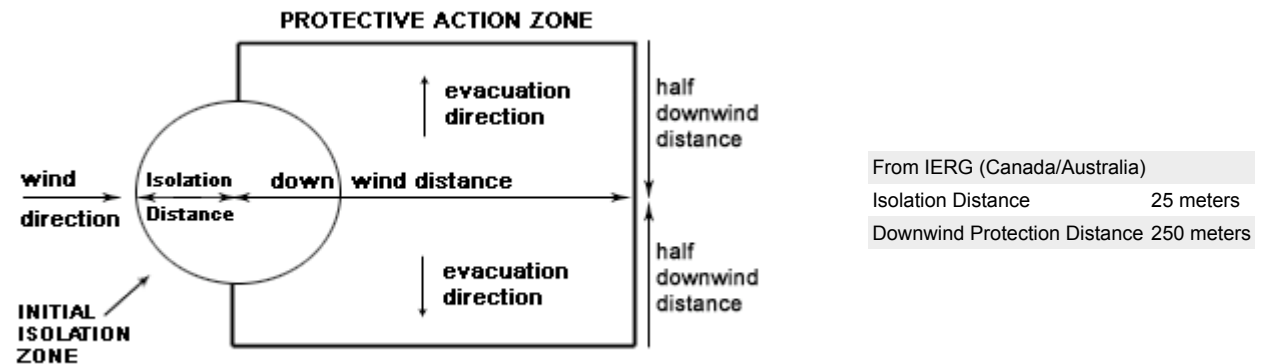 PROTECTIVE ACTION ZONE
evacuation
direction
half
downwind
distance
wind
direction
Isolation
Distance
down wind distance
evacuation
direction
half
downwind
distance
INITIAL
ISOLATION
ZONE
From IERG (Canada/Australia)
Isolation Distance 25 meters
Downwind Protection Distance 250 meters